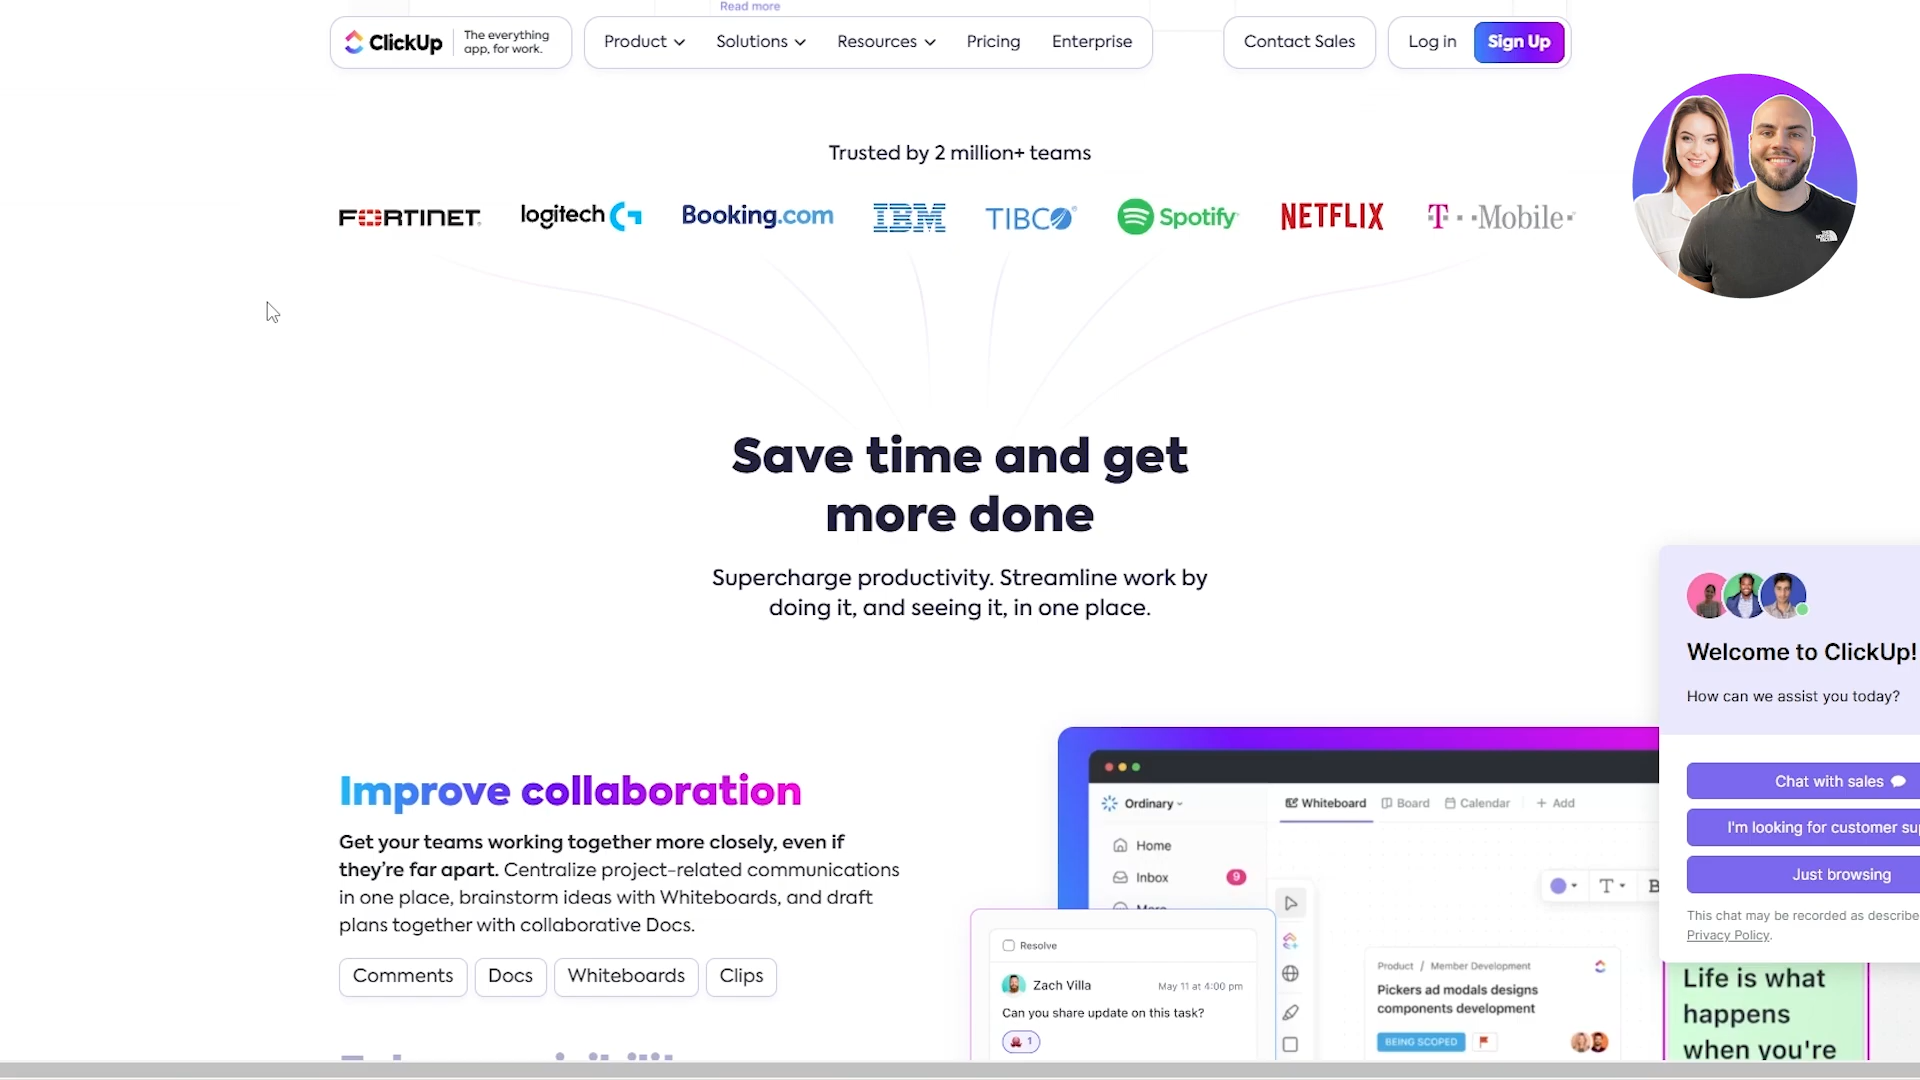 Read more
ClickUp
The everything
app, for work.
Product
Solutions
Resources
Pricing
Enterprise
Contact Sales
Log in
Sign Up
Trusted by 2 million+ teams
FORTINET
logitech G
Booking.com
IBM
TIBCO
Spotify
NETFLIX
T··Mobile·
THE NORTH FACE
Save time and get
more done
Supercharge productivity. Streamline work by
doing it, and seeing it, in one place.
Improve collaboration
Get your teams working together more closely, even if
they’re far apart. Centralize project-related communications
in one place, brainstorm ideas with Whiteboards, and draft
plans together with collaborative Docs.
Comments
Docs
Whiteboards
Clips
Ordinary
Whiteboard
Board
Calendar
+ Add
Home
Inbox
9
More
T
B
Resolve
Zach Villa
May 11 at 4:00 pm
Can you share update on this task?
1
Product / Member Development
Pickers ad modals designs
components development
BEING SCOPED
Welcome to ClickUp!
How can we assist you today?
Chat with sales
I'm looking for customer su
Just browsing
This chat may be recorded as describe
Privacy Policy.
Life is what
happens
when you're